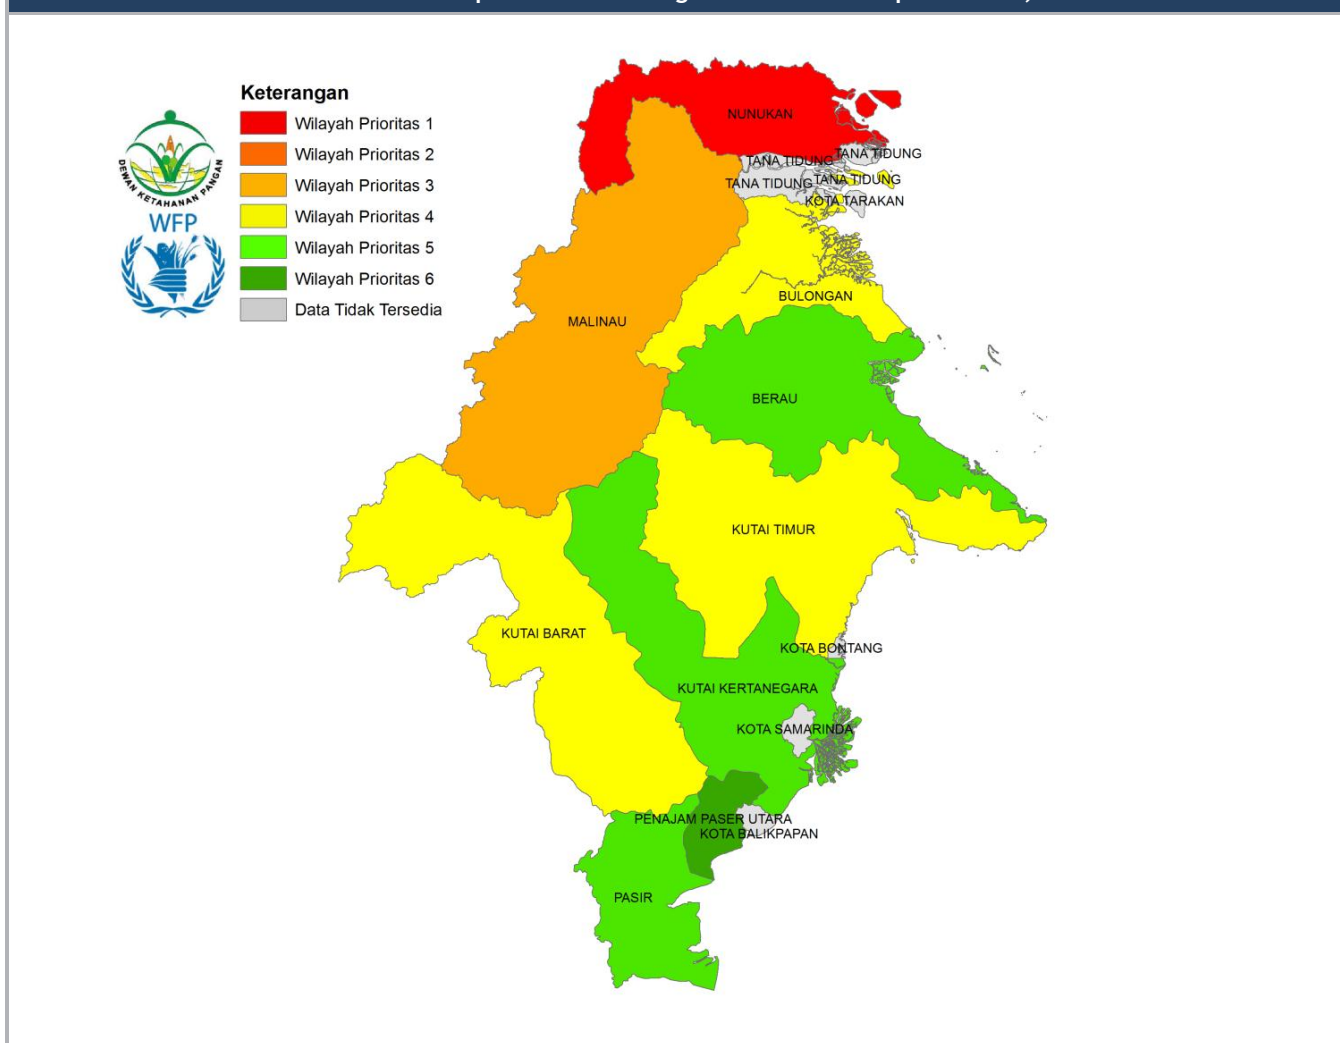 Keterangan
Wilayah Prioritas 1
Wilayah Prioritas 2
Wilayah Prioritas 3
Wilayah Prioritas 4
Wilayah Prioritas 5
Wilayah Prioritas 6
Data Tidak Tersedia
DEWAN KETAHANAN PANGAN
WFP
NUNUKAN
TANA TIDUNG
TANA TIDUNG
TANA TIDUNG
TANA TIDUNG
KOTA TARAKAN
BULONGAN
MALINAU
BERAU
KUTAI TIMUR
KUTAI BARAT
KOTA BONTANG
KUTAI KERTANEGARA
KOTA SAMARINDA
PENAJAM PASER UTARA
KOTA BALIKPAPAN
PASIR